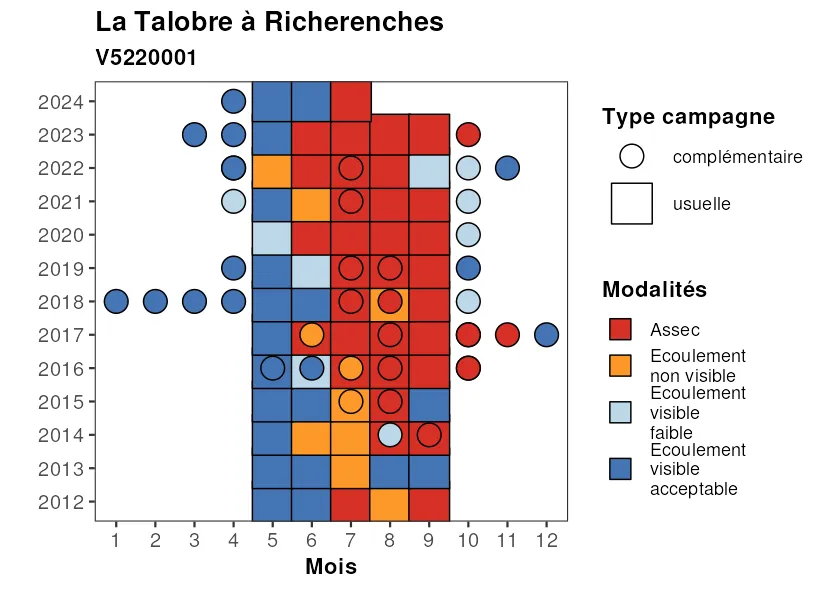 La Talobre à Richerenches
V5220001
2024
2023
2022
2021
2020
2019
2018
2017
2016
2015
2014
2013
2012
1 2 3 4 5 6 7 8 9 10 11 12
Mois
Type campagne
complémentaire
usuelle
Modalités
Assec
Ecoulement
non visible
Ecoulement
visible
faible
Ecoulement
visible
acceptable